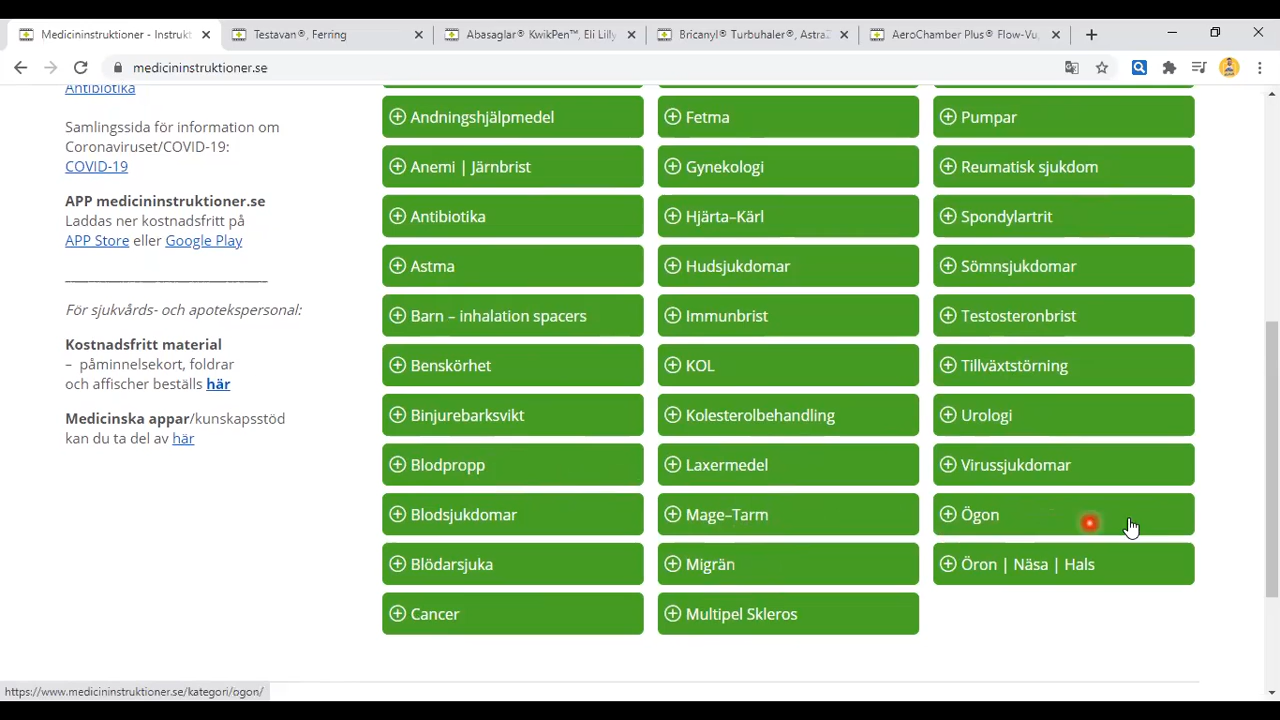 Medicininstruktioner - Instrukt
Testavan®, Ferring
Abasaglar® KwikPen™, Eli Lilly
Bricanyl® Turbuhaler®, AstraZ
AeroChamber Plus® Flow-Vu,
medicininstruktioner.se
Antibiotika
Samlingssida för information om
Coronaviruset/COVID-19:
COVID-19
APP medicininstruktioner.se
Laddas ner kostnadsfritt på
APP Store eller Google Play
För sjukvårds- och apotekspersonal:
Kostnadsfritt material
– påminnelsekort, foldrar
och affischer beställs här
Medicinska appar/kunskapsstöd
kan du ta del av här
Andningshjälpmedel
Anemi | Järnbrist
Antibiotika
Astma
Barn – inhalation spacers
Benskörhet
Binjurebarksvikt
Blodpropp
Blodsjukdomar
Blödarsjuka
Cancer
Fetma
Gynekologi
Hjärta–Kärl
Hudsjukdomar
Immunbrist
KOL
Kolesterolbehandling
Laxermedel
Mage–Tarm
Migrän
Multipel Skleros
Pumpar
Reumatisk sjukdom
Spondylartrit
Sömnsjukdomar
Testosteronbrist
Tillväxtstörning
Urologi
Virussjukdomar
Ögon
Öron | Näsa | Hals
https://www.medicininstruktioner.se/kategori/ogon/